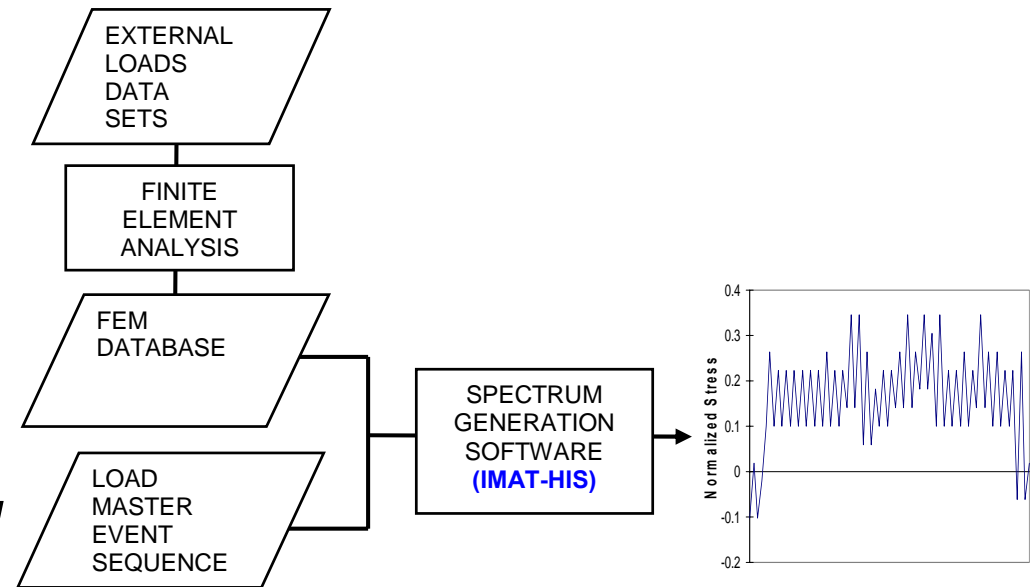 EXTERNAL
LOADS
DATA
SETS
FINITE
ELEMENT
ANALYSIS
FEM
DATABASE
LOAD
MASTER
EVENT
SEQUENCE
SPECTRUM
GENERATION
SOFTWARE
(IMAT-HIS)
Normalized Stress
0.4
0.3
0.2
0.1
0
-0.1
-0.2